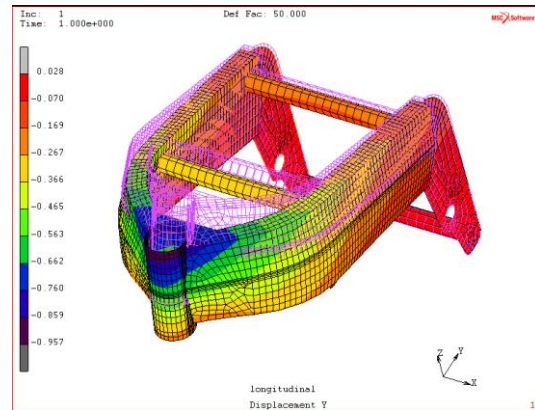 Inc: 1
Time: 1.000e+000
Def Fac: 50.000
MSC Software
0.028
-0.070
-0.169
-0.267
-0.366
-0.465
-0.563
-0.662
-0.760
-0.859
-0.957
Z
Y
X
longitudinal
Displacement Y
1